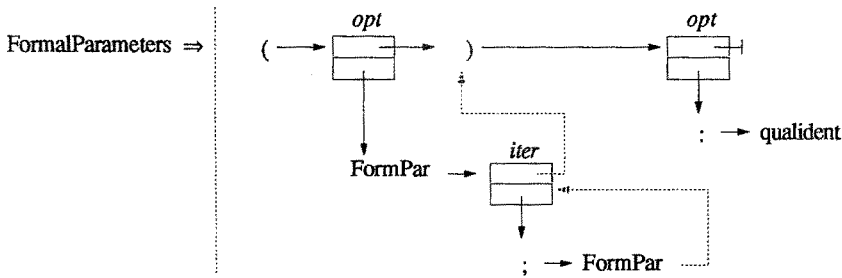 opt opt
FormalParameters ⇒ ( )
: qualident
iter
FormPar
; FormPar